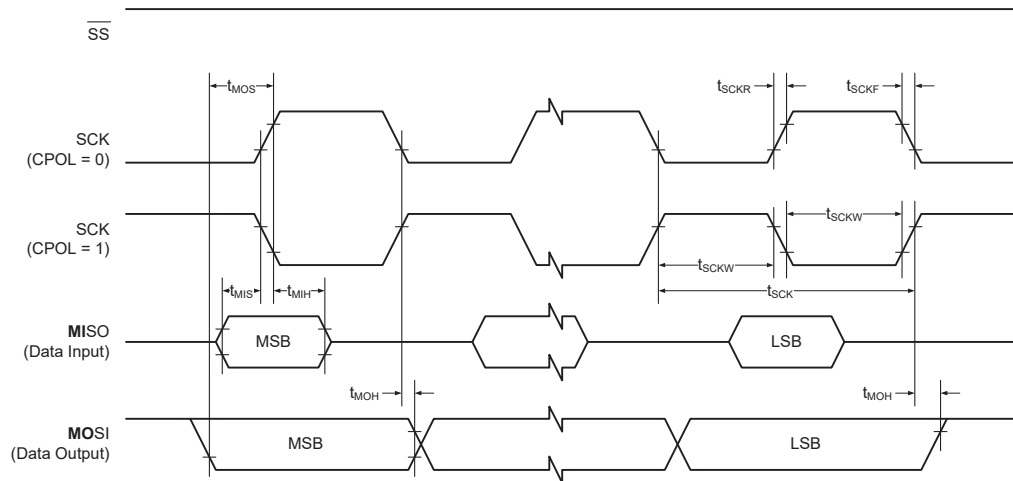 SS
tMOS
tSCKR
tSCKF
SCK
(CPOL = 0)
SCK
(CPOL = 1)
tSCKW
tSCKW
tSCK
tMIS
tMIH
MISO
(Data Input)
MSB
LSB
tMOH
tMOH
MOSI
(Data Output)
MSB
LSB